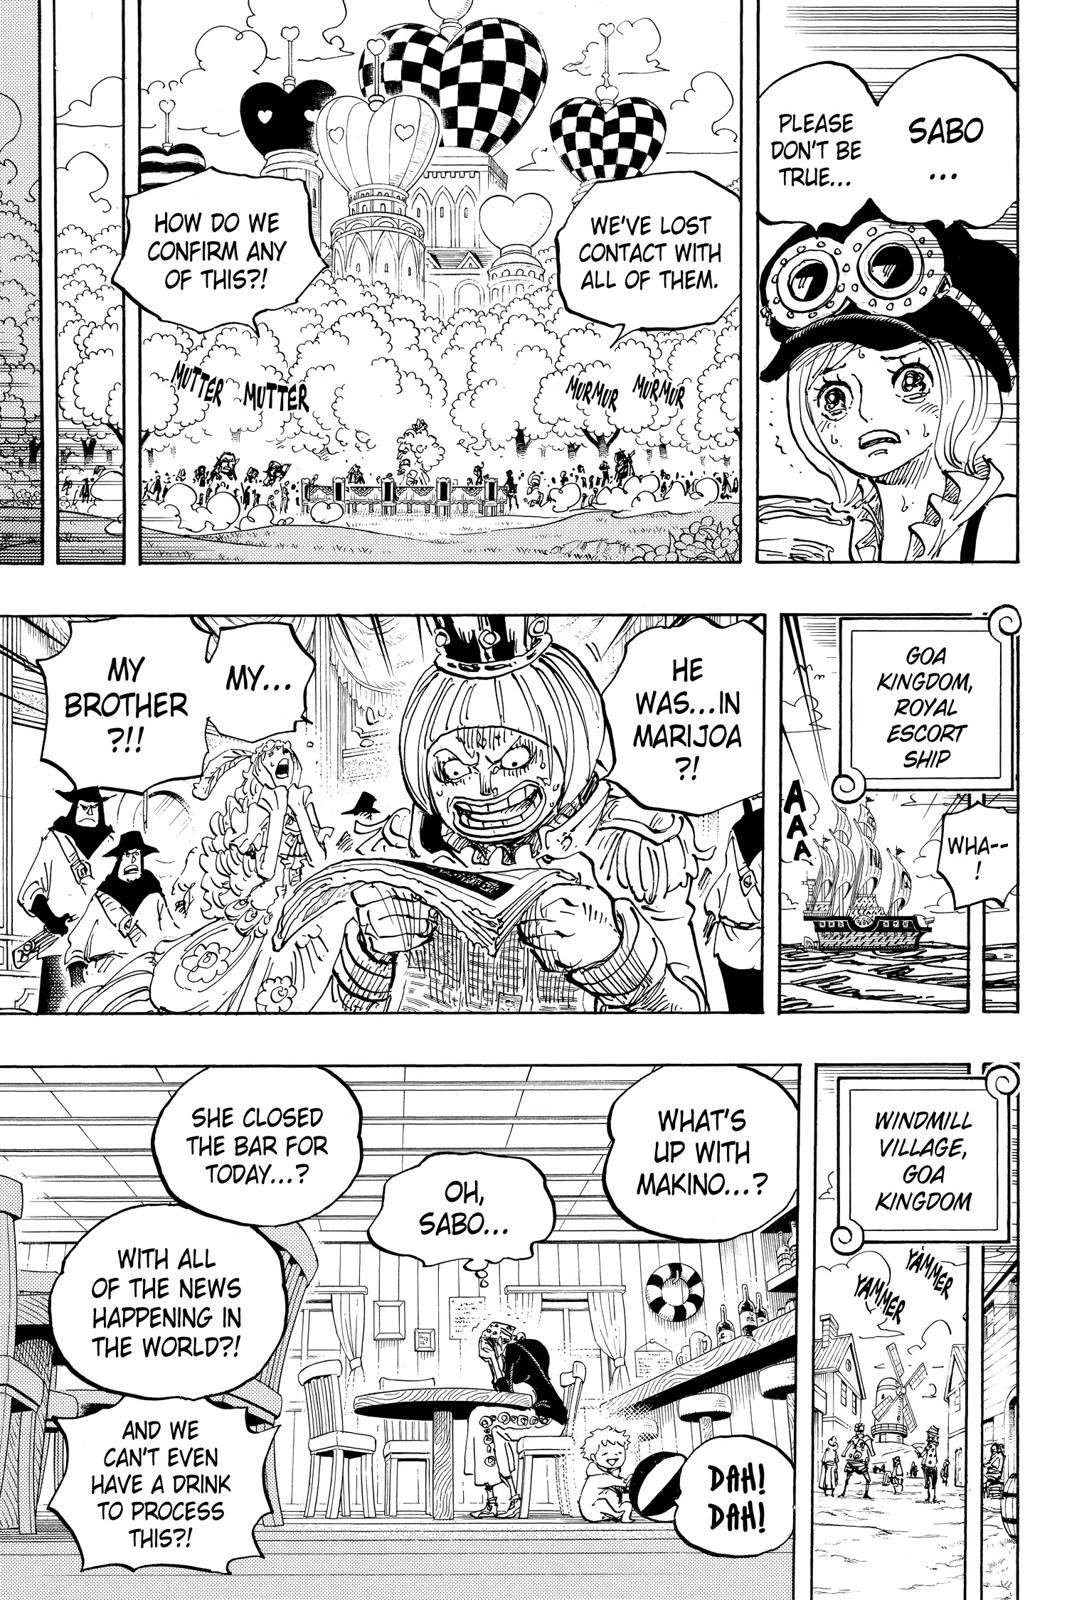 SABO
...
PLEASE
DON'T BE
TRUE...
WE'VE LOST
CONTACT WITH
ALL OF THEM.
HOW DO WE
CONFIRM ANY
OF THIS?!
MURMUR
MURMUR
MUTTER
MUTTER
GOA
KINGDOM,
ROYAL
ESCORT
SHIP
WHA--
!
AAA
HE
WAS...IN
MARIJOA
?!
MY...
MY
BROTHER
?!!
WINDMILL
VILLAGE,
GOA
KINGDOM
YAMMER
YAMMER
WHAT'S
UP WITH
MAKINO...?
SHE CLOSED
THE BAR FOR
TODAY...?
OH,
SABO...
WITH ALL
OF THE NEWS
HAPPENING IN
THE WORLD?!
AND WE
CAN'T EVEN
HAVE A DRINK
TO PROCESS
THIS?!
DAH!
DAH!